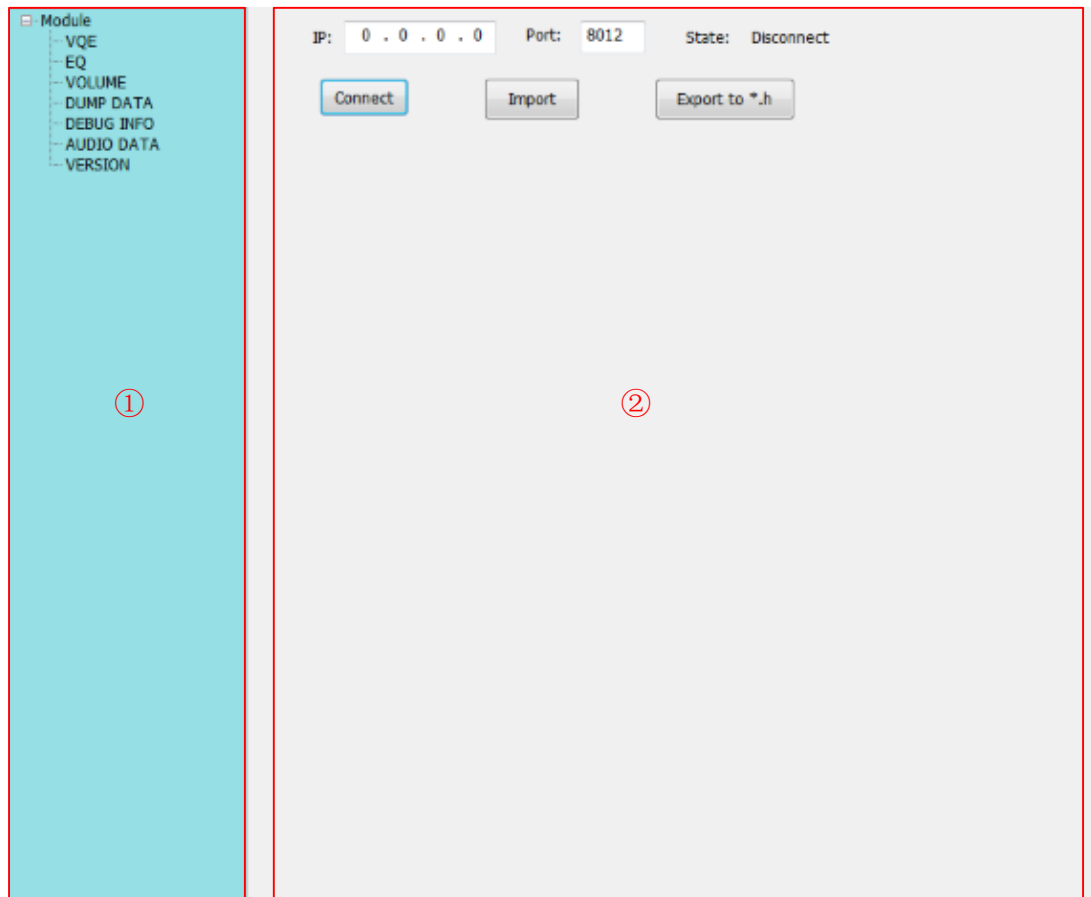 Module
VQE
EQ
VOLUME
DUMP DATA
DEBUG INFO
AUDIO DATA
VERSION
①
IP: 0 . 0 . 0 . 0 Port: 8012 State: Disconnect
Connect Import Export to *.h
②